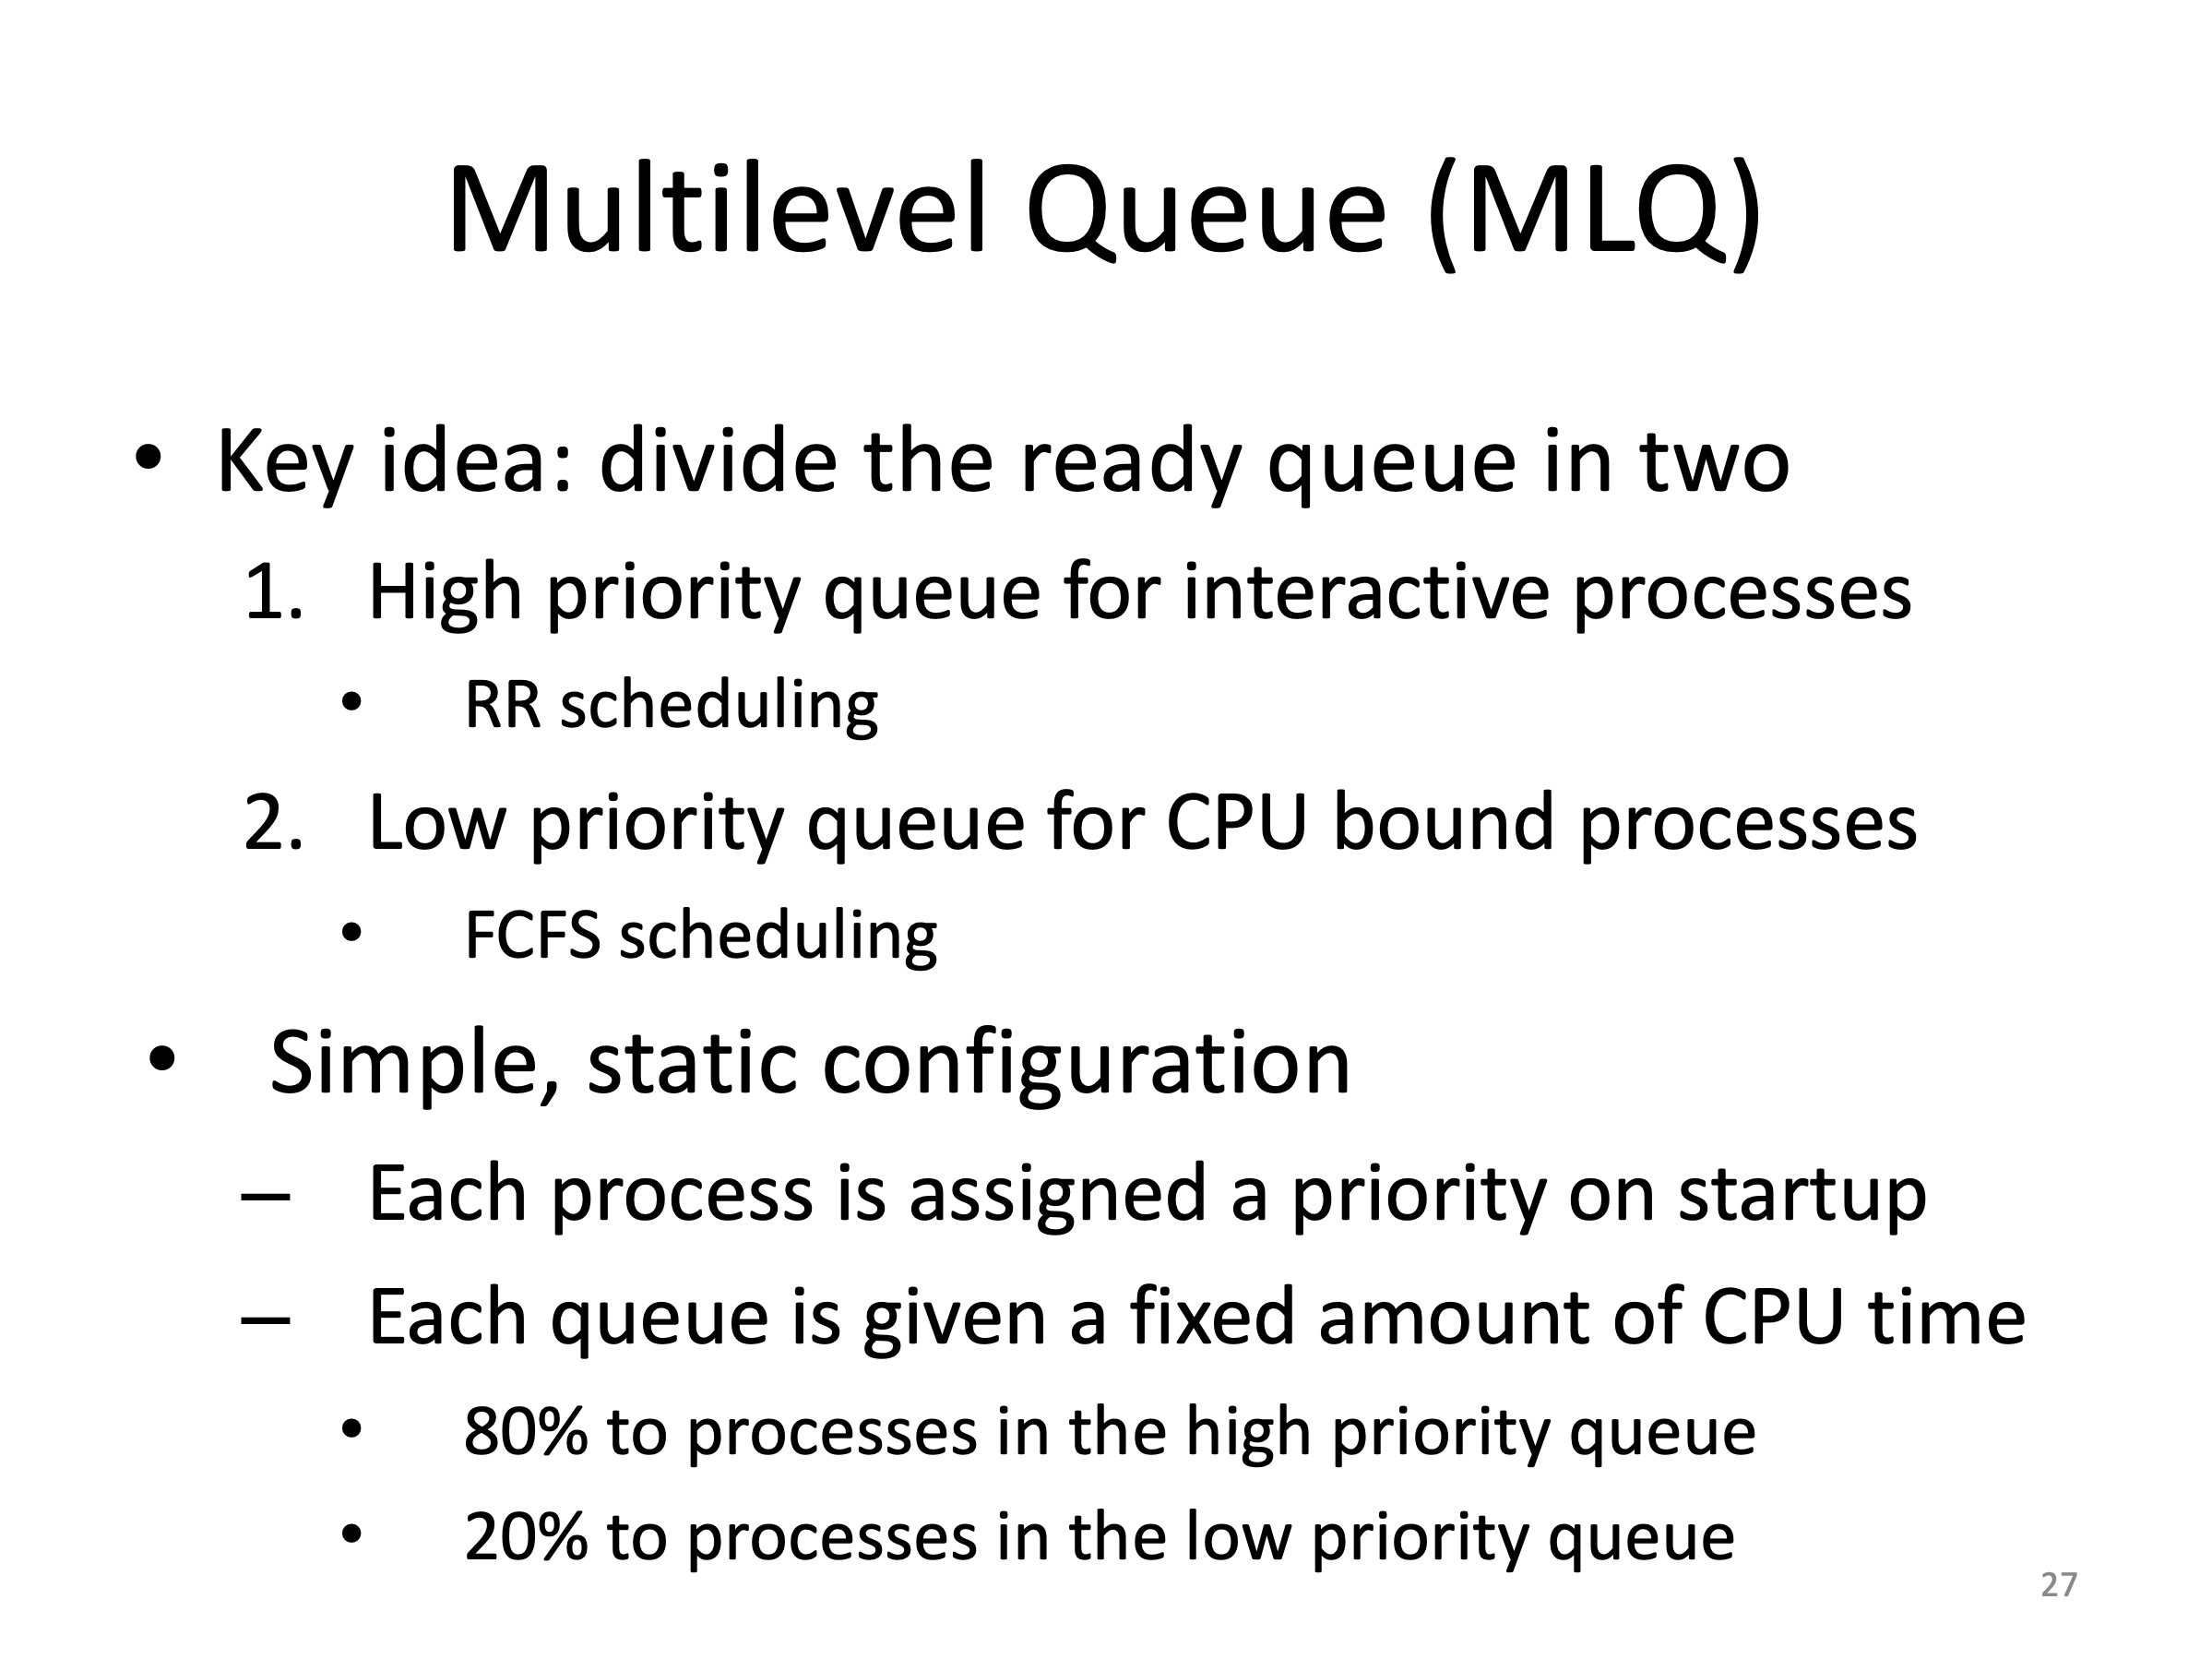 Multilevel Queue (MLQ)
• Key idea: divide the ready queue in two
1. High priority queue for interactive processes
• RR scheduling
2. Low priority queue for CPU bound processes
• FCFS scheduling
• Simple, static configuration
– Each process is assigned a priority on startup
– Each queue is given a fixed amount of CPU time
• 80% to processes in the high priority queue
• 20% to processes in the low priority queue
27